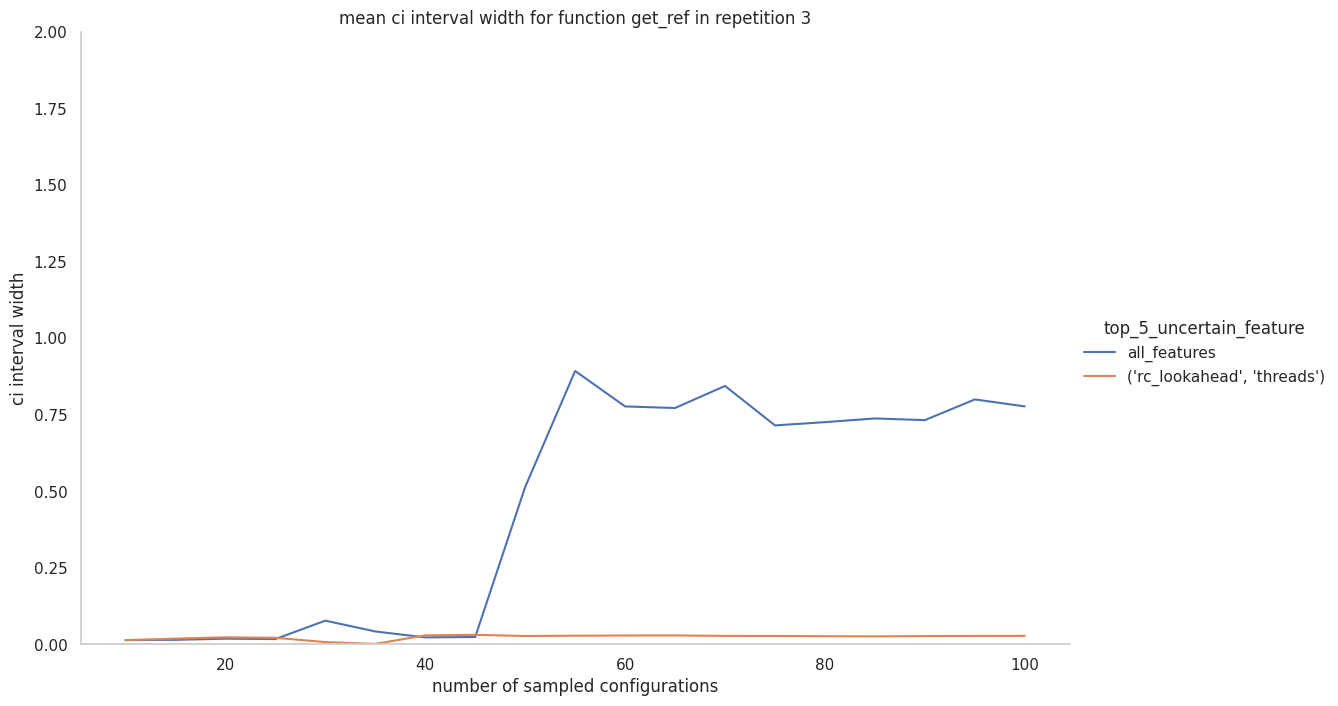 mean ci interval width for function get_ref in repetition 3
2.00
1.75
1.50
1.25
1.00
0.75
0.50
0.25
0.00
ci interval width
20
40
60
80
100
number of sampled configurations
top_5_uncertain_feature
all_features
('rc_lookahead', 'threads')